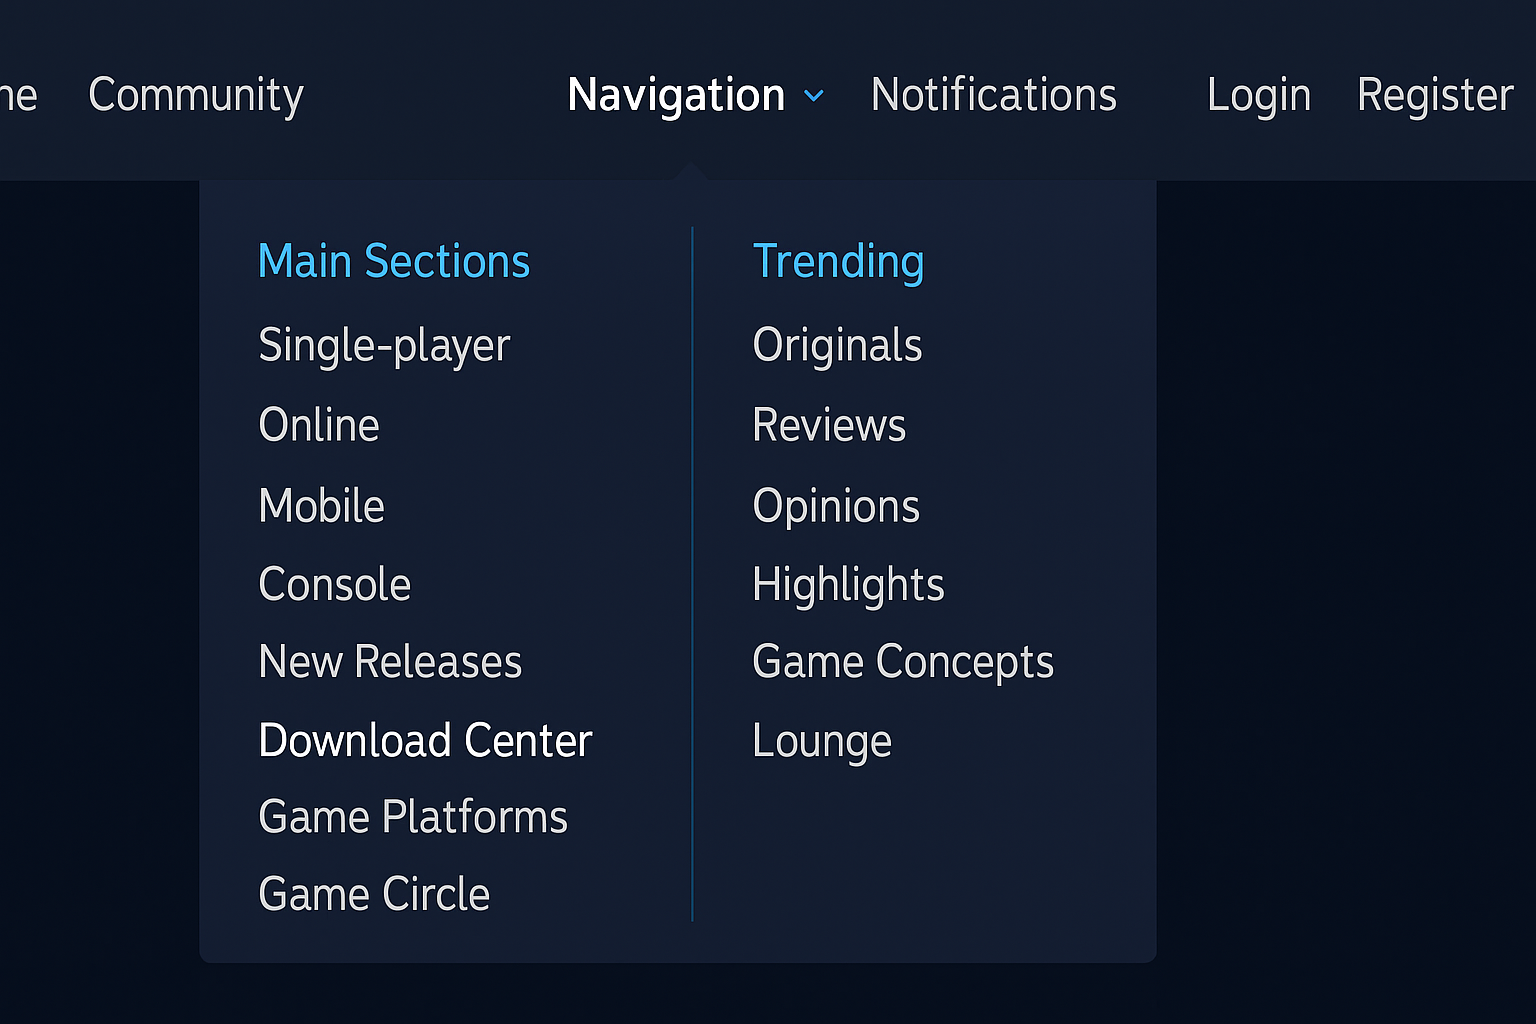 Community
Navigation
Notifications
Login
Register
Main Sections
Single-player
Online
Mobile
Console
New Releases
Download Center
Game Platforms
Game Circle
Trending
Originals
Reviews
Opinions
Highlights
Game Concepts
Lounge